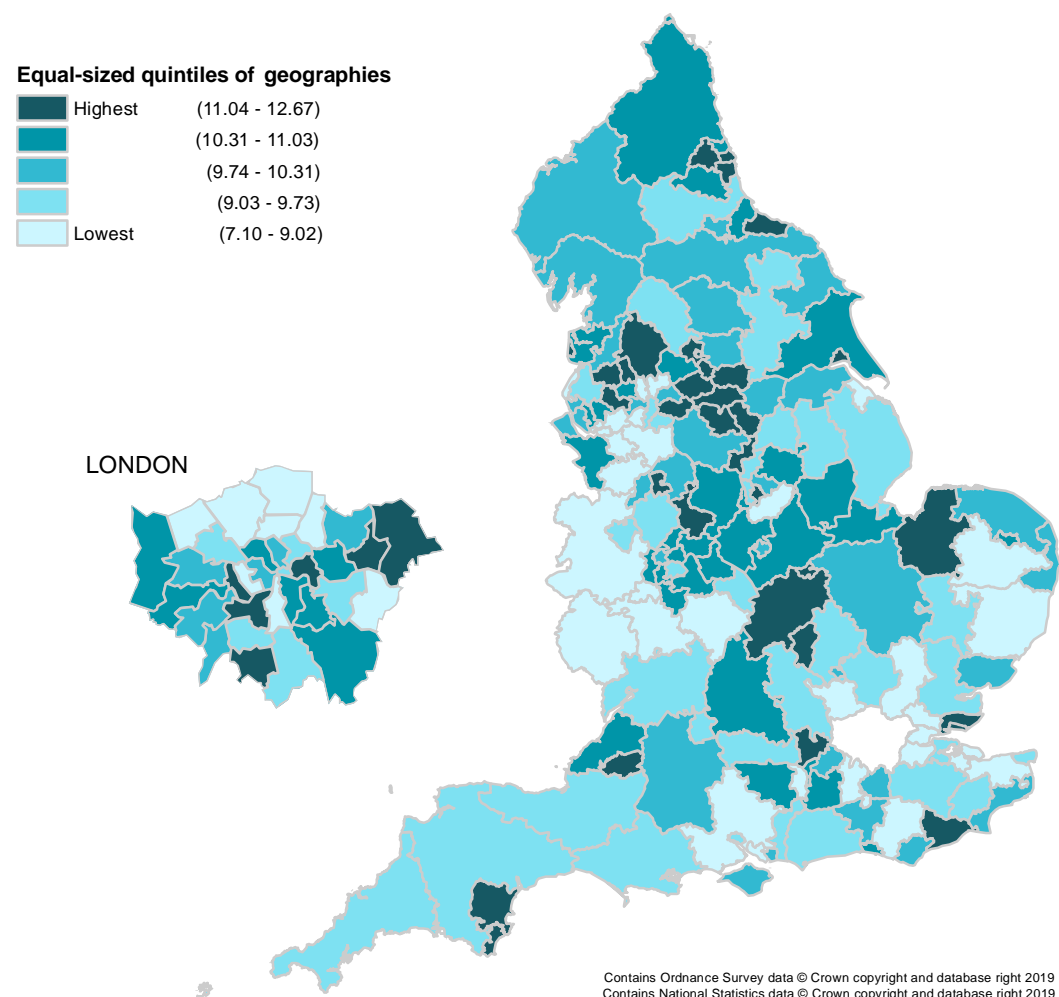 Equal-sized quintiles of geographies
Highest (11.04 - 12.67)
(10.31 - 11.03)
(9.74 - 10.31)
(9.03 - 9.73)
Lowest (7.10 - 9.02)
LONDON
Contains Ordnance Survey data © Crown copyright and database right 2019
Contains National Statistics data © Crown copyright and database right 2019